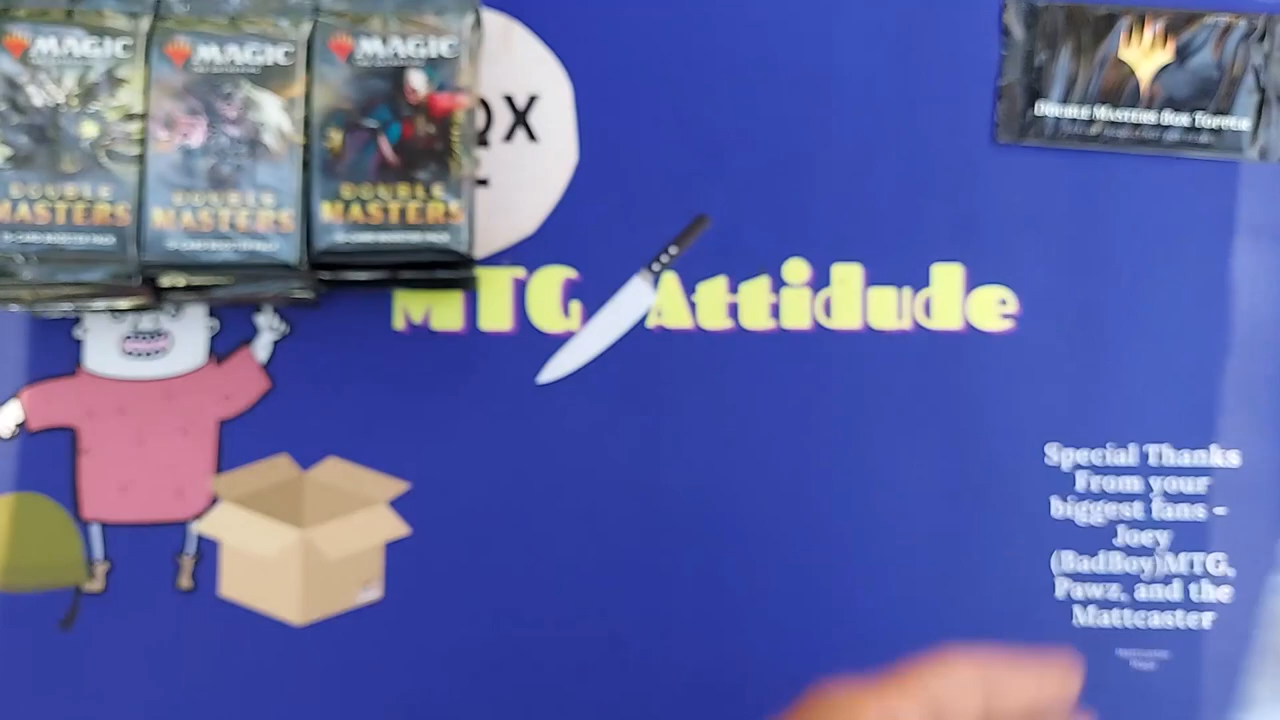 MAGIC
MAGIC
MAGIC
DOUBLE
MASTERS
DOUBLE
MASTERS
DOUBLE
MASTERS
QX
DOUBLE MASTERS BOX TOPPER
MTG Attidude
Special Thanks
From your
biggest fans -
Joey
(BadBoy)MTG,
Pawz, and the
Mattcaster